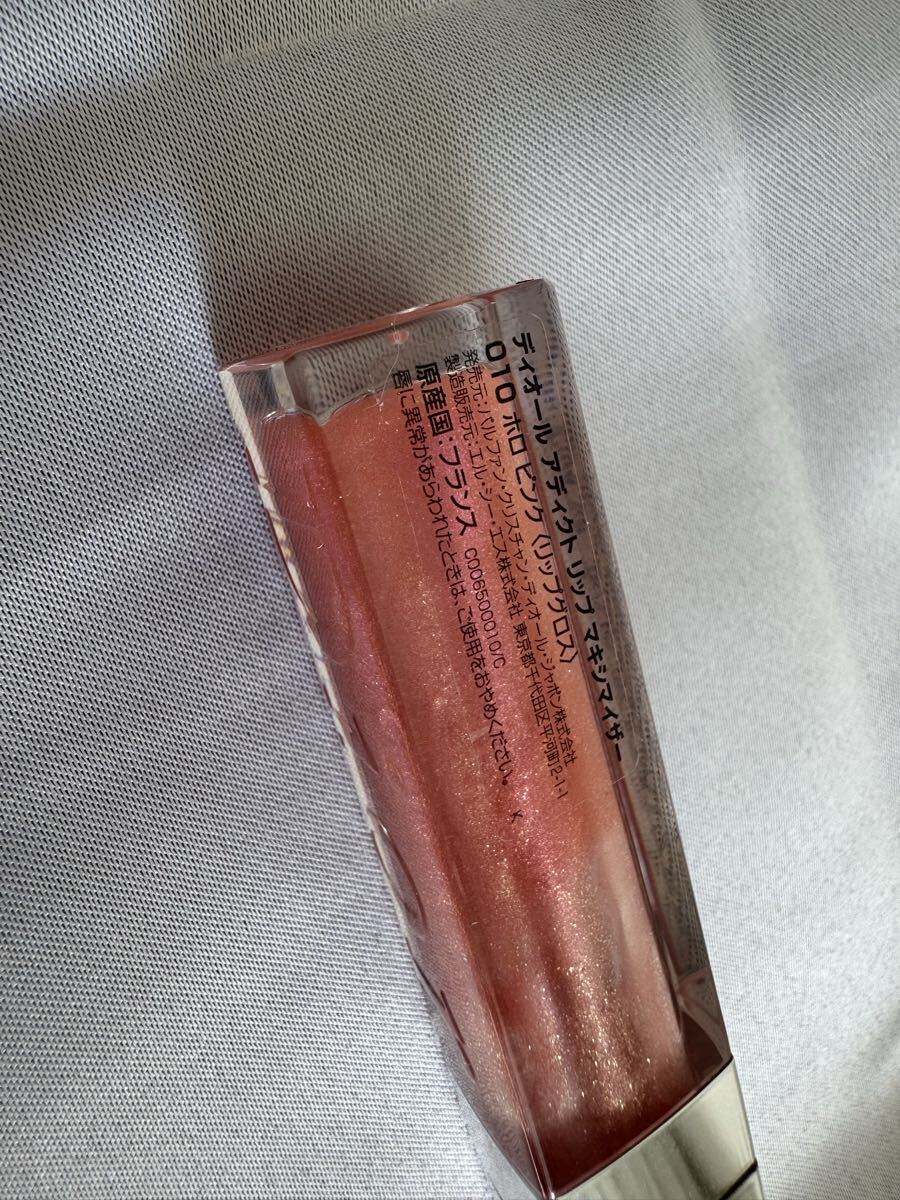 ディオール アディクト リップ マキシマイザー
010 ホロ ピンク〈リップグロス〉
発売元:パルファン・クリスチャン・ディオール・ジャポン株式会社
製造販売元:エル・シー・エス株式会社 東京都千代田区平河町2-1-1
原産国:フランス C006500010/C
唇に異常があらわれたときは、ご使用をおやめください。 K